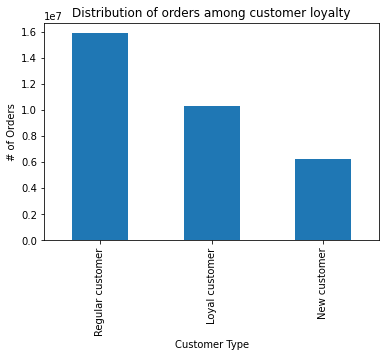 Distribution of orders among customer loyalty
1e7
1.6
1.4
1.2
1.0
0.8
0.6
0.4
0.2
0.0
# of Orders
Regular customer
Loyal customer
New customer
Customer Type